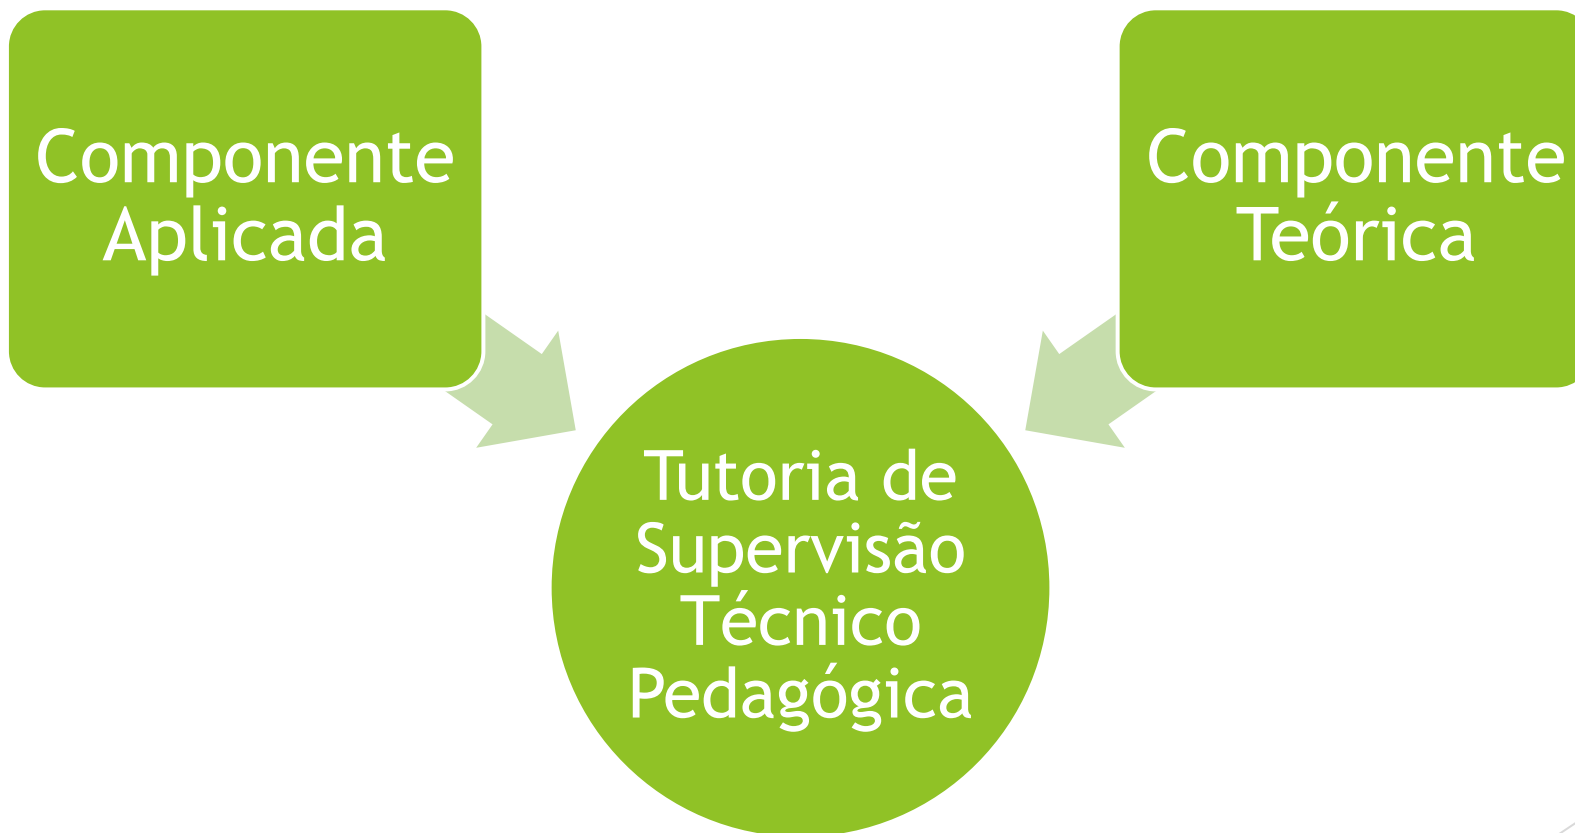 Componente
Aplicada
Componente
Teórica
Tutoria de
Supervisão
Técnico
Pedagógica